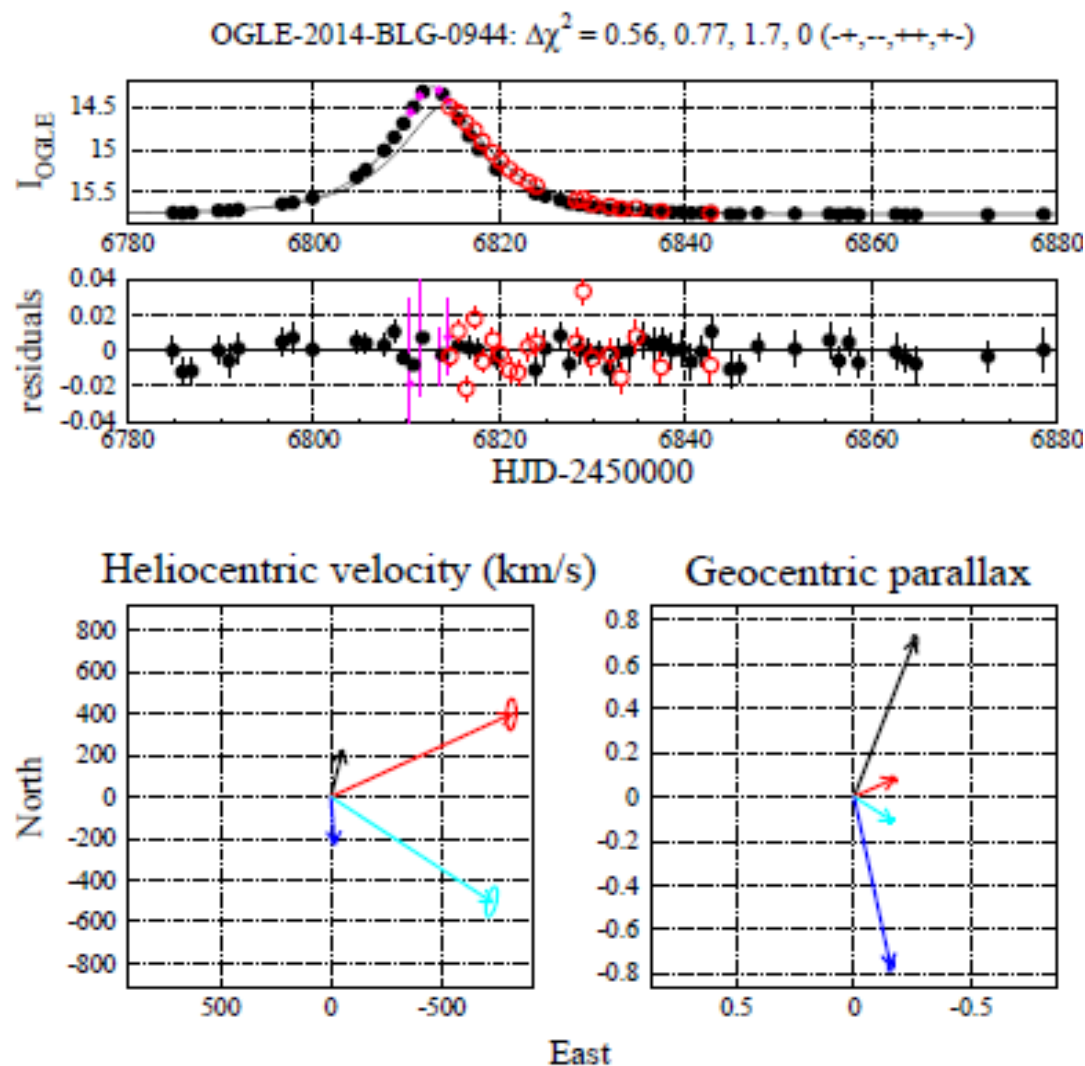 OGLE-2014-BLG-0944: Δχ² = 0.56, 0.77, 1.7, 0 (-+,--,++,+-)
I_OGLE
14.5
15
15.5
6780 6800 6820 6840 6860 6880
residuals
0.04
0.02
0
-0.02
-0.04
6780 6800 6820 6840 6860 6880
HJD-2450000
Heliocentric velocity (km/s)
North
800
600
400
200
0
-200
-400
-600
-800
500 0 -500
Geocentric parallax
0.8
0.6
0.4
0.2
0
-0.2
-0.4
-0.6
-0.8
0.5 0 -0.5
East